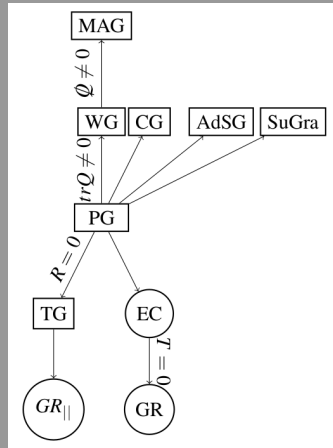 MAG
Q̸ ≠ 0
WG CG AdSG SuGra
trQ ≠ 0
PG
R = 0
TG EC
T = 0
GR|| GR